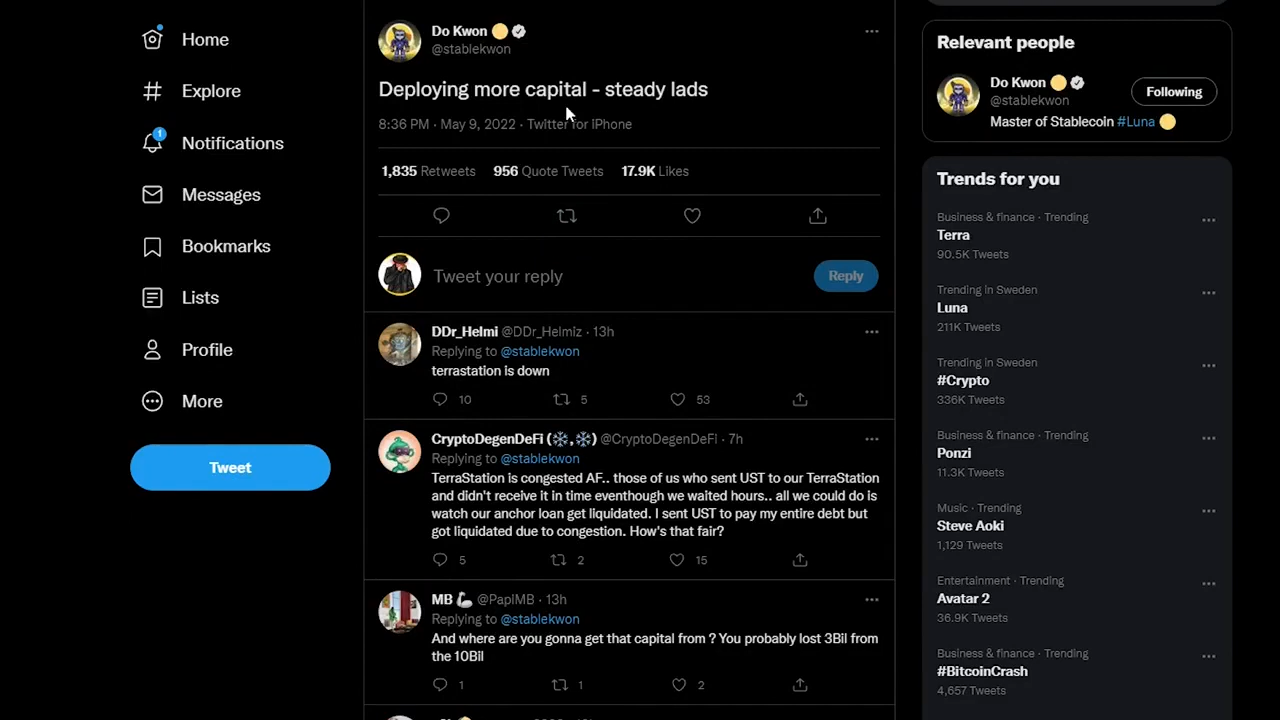 Home
Explore
Notifications
1
Messages
Bookmarks
Lists
Profile
More
Tweet
Do Kwon
@stablekwon
Deploying more capital - steady lads
8:36 PM · May 9, 2022 · Twitter for iPhone
1,835 Retweets 956 Quote Tweets 17.9K Likes
Tweet your reply
Reply
DDr_Helmi @DDr_Helmiz · 13h
Replying to @stablekwon
terrastation is down
10 5 53
CryptoDegenDeFi (❄️,❄️) @CryptoDegenDeFi · 7h
Replying to @stablekwon
TerraStation is congested AF.. those of us who sent UST to our TerraStation
and didn't receive it in time eventhough we waited hours.. all we could do is
watch our anchor loan get liquidated. I sent UST to pay my entire debt but
got liquidated due to congestion. How's that fair?
5 2 15
MB @PapiMB · 13h
Replying to @stablekwon
And where are you gonna get that capital from ? You probably lost 3Bil from
the 10Bil
1 1 2
Relevant people
Do Kwon
@stablekwon
Following
Master of Stablecoin #Luna
Trends for you
Business & finance · Trending
Terra
90.5K Tweets
Trending in Sweden
Luna
211K Tweets
Trending in Sweden
#Crypto
336K Tweets
Business & finance · Trending
Ponzi
11.3K Tweets
Music · Trending
Steve Aoki
1,129 Tweets
Entertainment · Trending
Avatar 2
36.9K Tweets
Business & finance · Trending
#BitcoinCrash
4,657 Tweets